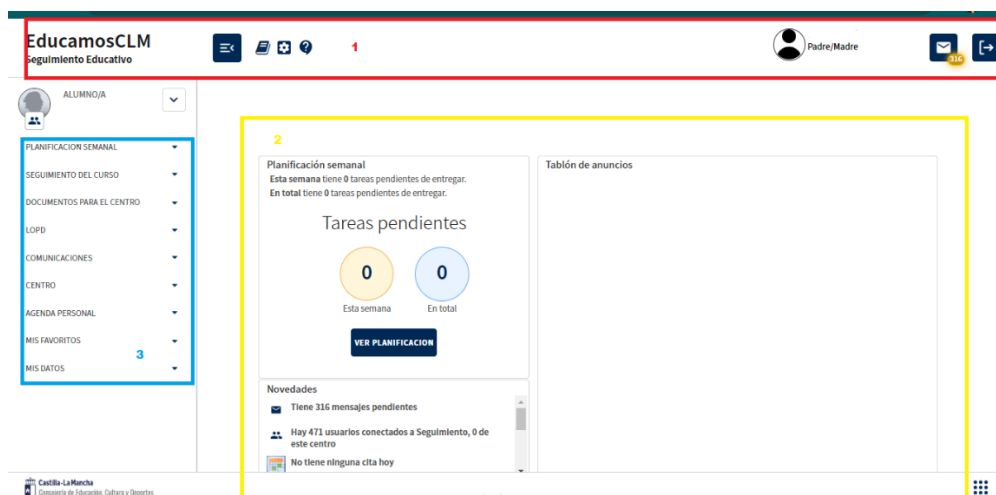 EducamosCLM
Seguimiento Educativo
1
Padre/Madre
316
ALUMNO/A
PLANIFICACION SEMANAL
SEGUIMIENTO DEL CURSO
DOCUMENTOS PARA EL CENTRO
LOPD
COMUNICACIONES
CENTRO
AGENDA PERSONAL
MIS FAVORITOS
3
MIS DATOS
2
Planificación semanal
Esta semana tiene 0 tareas pendientes de entregar.
En total tiene 0 tareas pendientes de entregar.
Tareas pendientes
0 0
Esta semana En total
VER PLANIFICACION
Novedades
Tiene 316 mensajes pendientes
Hay 471 usuarios conectados a Seguimiento, 0 de
este centro
No tiene ninguna cita hoy
Tablón de anuncios
Castilla-La Mancha
Consejería de Educación, Cultura y Deportes